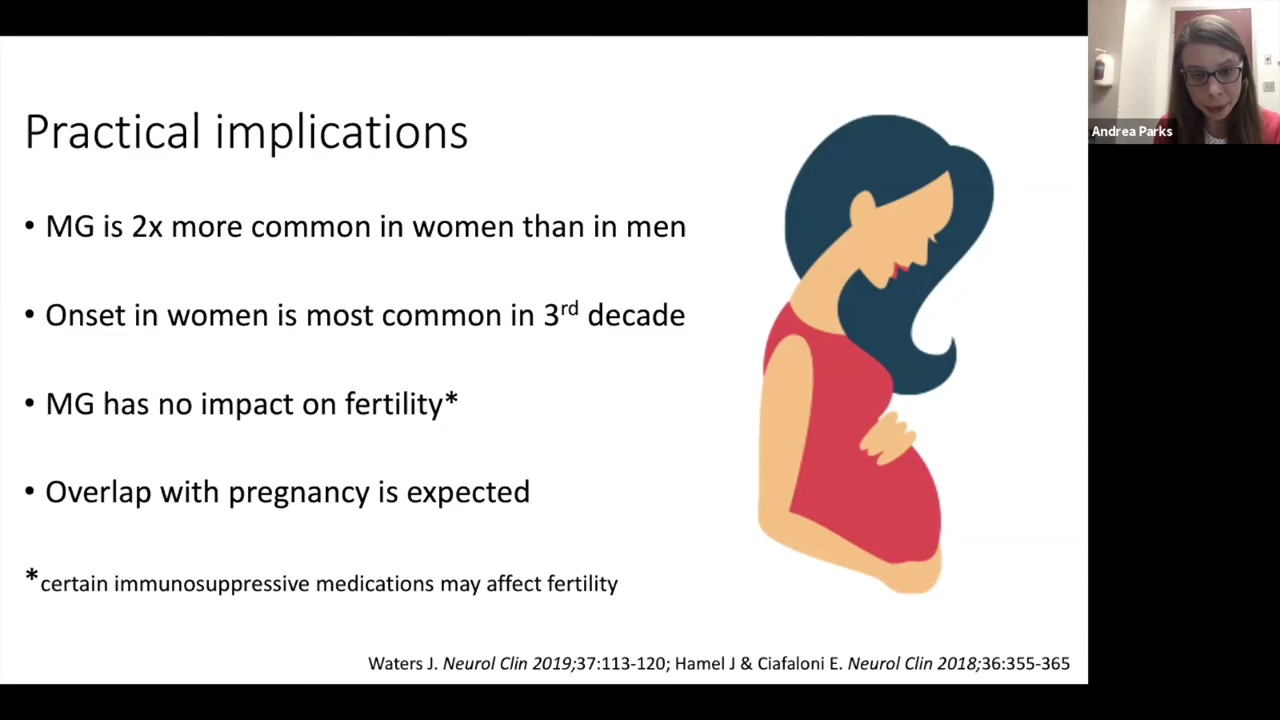 Andrea Parks
Practical implications
• MG is 2x more common in women than in men
• Onset in women is most common in 3rd decade
• MG has no impact on fertility*
• Overlap with pregnancy is expected
*certain immunosuppressive medications may affect fertility
Waters J. Neurol Clin 2019;37:113-120; Hamel J & Ciafaloni E. Neurol Clin 2018;36:355-365